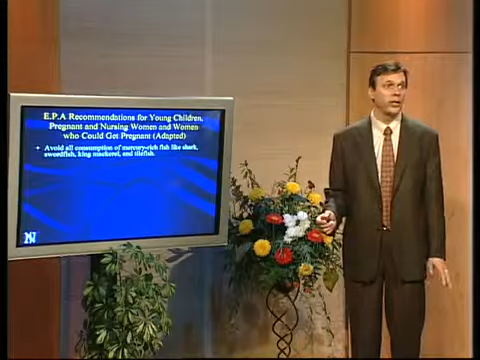 E.P.A Recommendations for Young Children,
Pregnant and Nursing Women and Women
who Could Get Pregnant (Adapted)
Avoid all consumption of mercury-rich fish like shark,
swordfish, king mackerel, and tilefish.